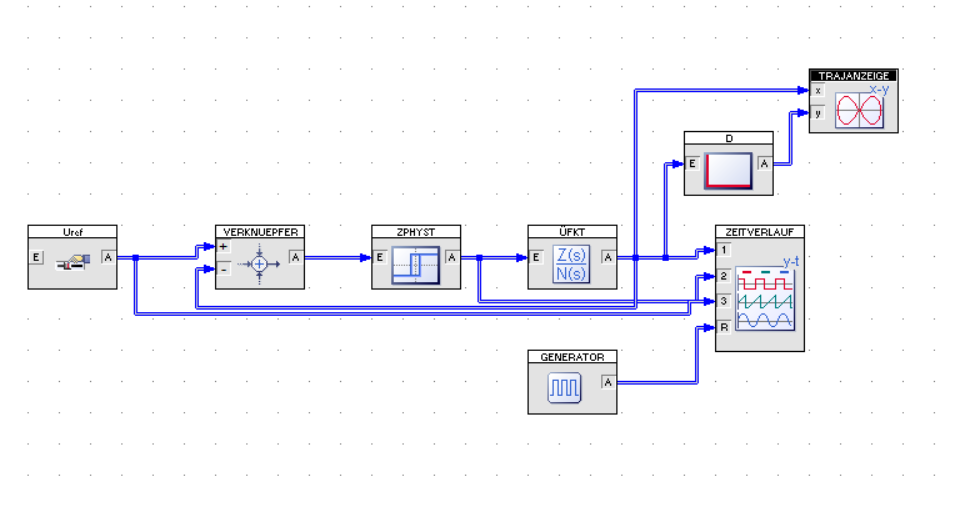 TRAJANZEIGE
x
x-y
y
D
E
A
Uref
E
A
VERKNUEPFER
+
-
A
ZPHYST
E
A
ÜFKT
E
Z(s)
N(s)
A
ZEITVERLAUF
1
y-t
2
3
R
GENERATOR
A